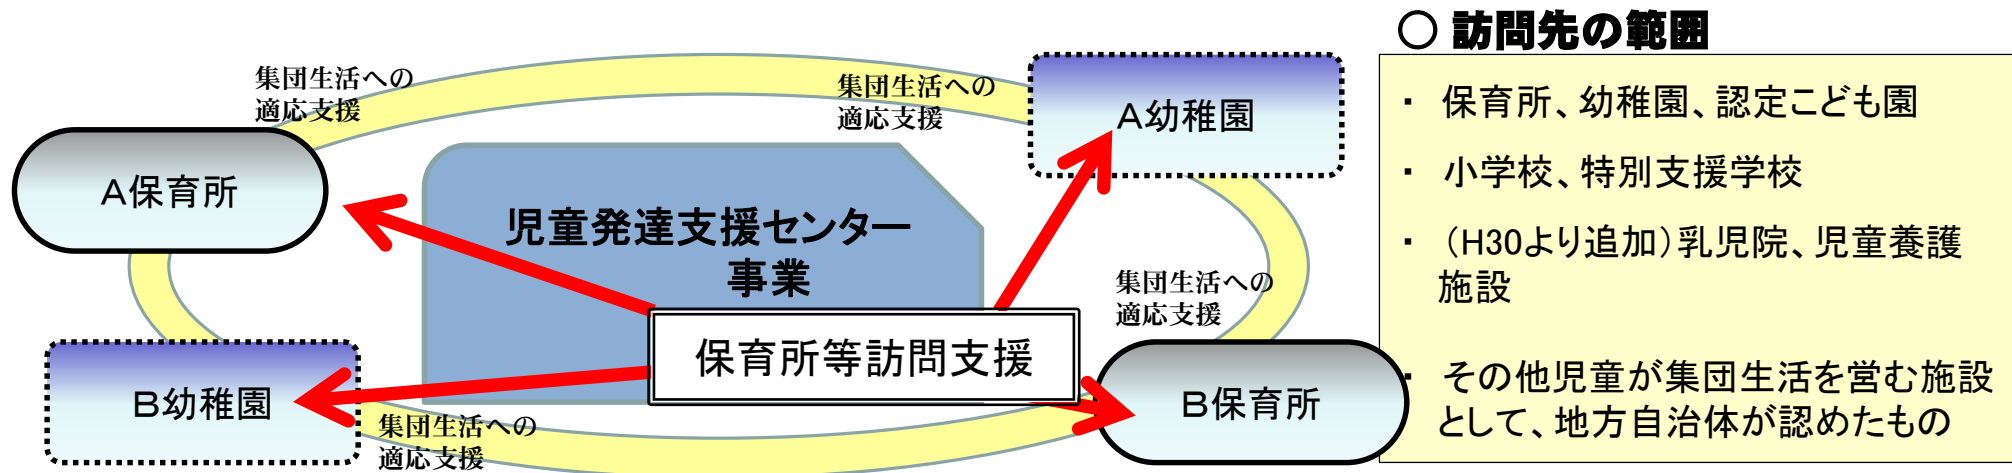 集団生活への
適応支援
集団生活への
適応支援
A幼稚園
A保育所
児童発達支援センター
事業
集団生活への
適応支援
保育所等訪問支援
B幼稚園
B保育所
集団生活への
適応支援
○ 訪問先の範囲
・ 保育所、幼稚園、認定こども園
・ 小学校、特別支援学校
・ (H30より追加)乳児院、児童養護
施設
・ その他児童が集団生活を営む施設
として、地方自治体が認めたもの